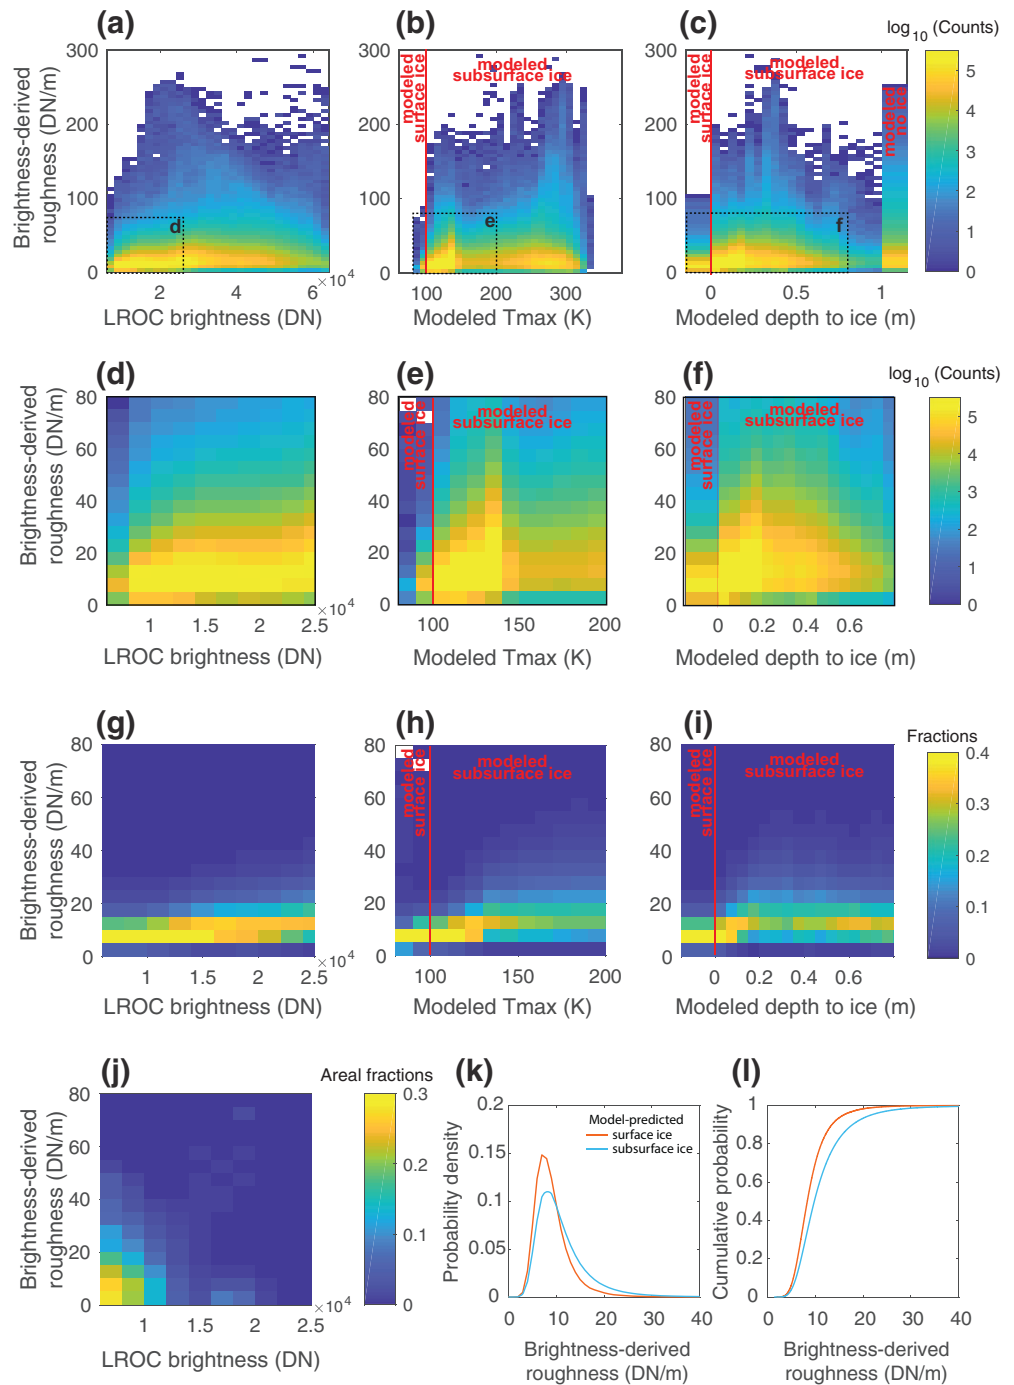 (a)
(b)
(c)
log10 (Counts)
Brightness-derived
roughness (DN/m)
300
200
100
0
d
2
4
6
×10^4
LROC brightness (DN)
300
200
100
0
modeled
surface ice
modeled
subsurface ice
e
100
200
300
Modeled Tmax (K)
300
200
100
0
modeled
surface ice
modeled
subsurface ice
modeled
no ice
f
0
0.5
1
Modeled depth to ice (m)
5
4
3
2
1
0
(d)
(e)
(f)
log10 (Counts)
Brightness-derived
roughness (DN/m)
80
60
40
20
0
1
1.5
2
2.5
×10^4
LROC brightness (DN)
80
60
40
20
0
modeled
surface ice
modeled
subsurface ice
100
150
200
Modeled Tmax (K)
80
60
40
20
0
modeled
surface ice
modeled
subsurface ice
0
0.2
0.4
0.6
Modeled depth to ice (m)
5
4
3
2
1
0
(g)
(h)
(i)
Fractions
Brightness-derived
roughness (DN/m)
80
60
40
20
0
1
1.5
2
2.5
×10^4
LROC brightness (DN)
80
60
40
20
0
modeled
surface ice
modeled
subsurface ice
100
150
200
Modeled Tmax (K)
80
60
40
20
0
modeled
surface ice
modeled
subsurface ice
0
0.2
0.4
0.6
Modeled depth to ice (m)
0.4
0.3
0.2
0.1
0
(j)
Areal fractions
(k)
(l)
Brightness-derived
roughness (DN/m)
80
60
40
20
0
1
1.5
2
2.5
×10^4
LROC brightness (DN)
0.3
0.2
0.1
0
Probability density
0.2
0.15
0.1
0.05
0
Model-predicted
surface ice
subsurface ice
0
10
20
30
40
Brightness-derived
roughness (DN/m)
Cumulative probability
1
0.8
0.6
0.4
0.2
0
0
10
20
30
40
Brightness-derived
roughness (DN/m)